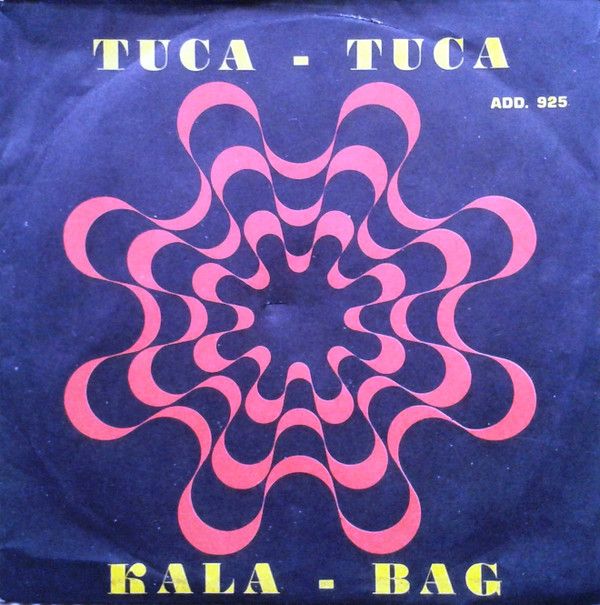 TUCA - TUCA
ADD. 925
KALA - BAG